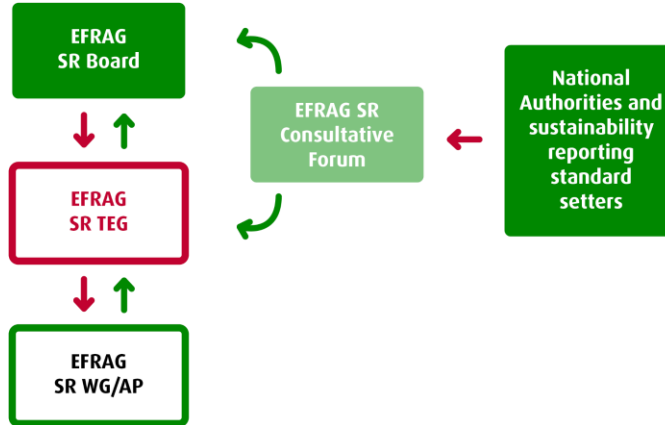 EFRAG
SR Board
EFRAG
SR TEG
EFRAG
SR WG/AP
EFRAG SR
Consultative
Forum
National
Authorities and
sustainability
reporting
standard
setters